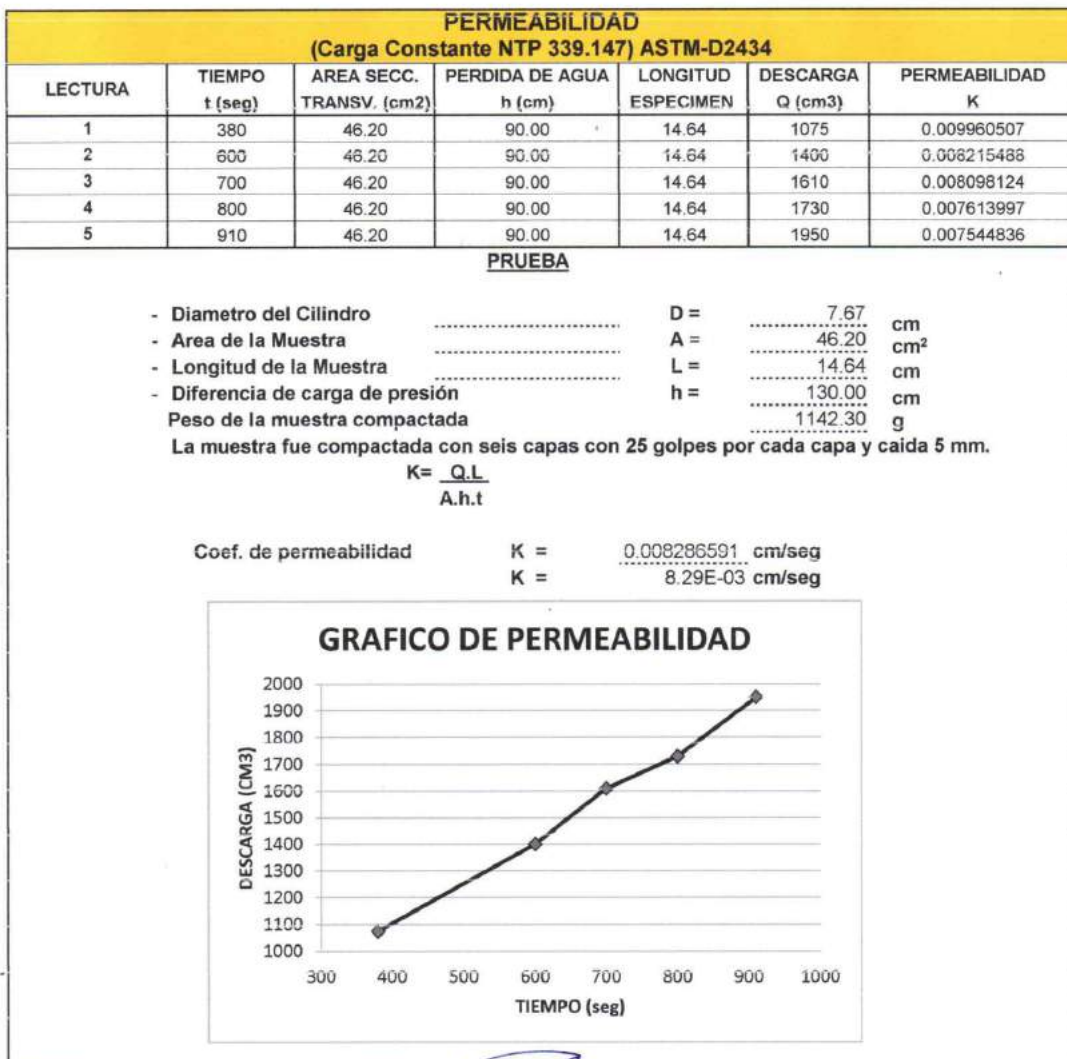 PERMEABILIDAD
(Carga Constante NTP 339.147) ASTM-D2434
LECTURA TIEMPO t (seg) AREA SECC. TRANSV. (cm2) PERDIDA DE AGUA h (cm) LONGITUD ESPECIMEN DESCARGA Q (cm3) PERMEABILIDAD K
1 380 46.20 90.00 14.64 1075 0.009960507
2 600 46.20 90.00 14.64 1400 0.008215488
3 700 46.20 90.00 14.64 1610 0.008098124
4 800 46.20 90.00 14.64 1730 0.007613997
5 910 46.20 90.00 14.64 1950 0.007544836
PRUEBA
- Diametro del Cilindro D = 7.67 cm
- Area de la Muestra A = 46.20 cm²
- Longitud de la Muestra L = 14.64 cm
- Diferencia de carga de presión h = 130.00 cm
Peso de la muestra compactada 1142.30 g
La muestra fue compactada con seis capas con 25 golpes por cada capa y caida 5 mm.
K= Q.L
A.h.t
Coef. de permeabilidad K = 0.008286591 cm/seg
K = 8.29E-03 cm/seg
GRAFICO DE PERMEABILIDAD
DESCARGA (CM3)
2000
1900
1800
1700
1600
1500
1400
1300
1200
1100
1000
300 400 500 600 700 800 900 1000
TIEMPO (seg)